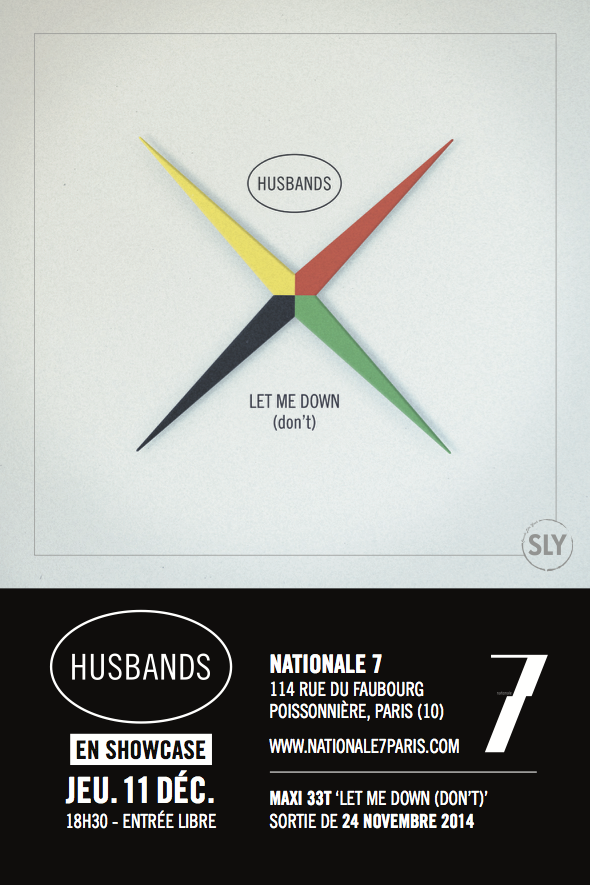 HUSBANDS
LET ME DOWN
(don't)
SLY
HUSBANDS
EN SHOWCASE
JEU. 11 DÉC.
18H30 - ENTRÉE LIBRE
NATIONALE 7
114 RUE DU FAUBOURG
POISSONNIÈRE, PARIS (10)
WWW.NATIONALE7PARIS.COM
7
MAXI 33T ‘LET ME DOWN (DON'T)’
SORTIE DE 24 NOVEMBRE 2014